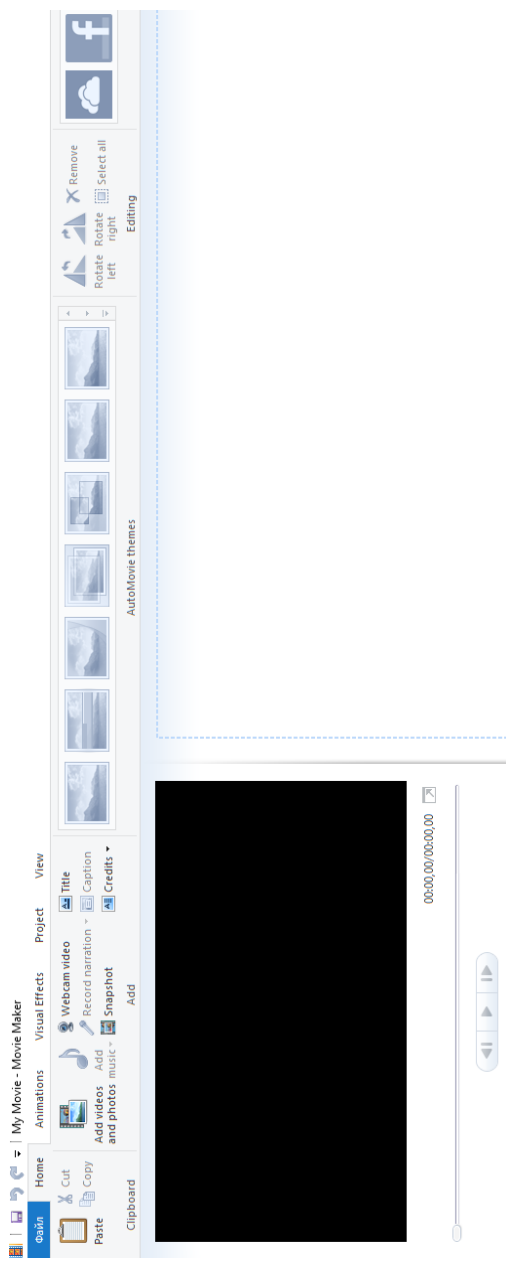 My Movie - Movie Maker
Файл
Home
Animations
Visual Effects
Project
View
Paste
Cut
Copy
Clipboard
Add videos
and photos
Add
music
Webcam video
Record narration
Snapshot
Title
Caption
Credits
Add
AutoMovie themes
Rotate
left
Rotate
right
Remove
Select all
Editing
00:00,00/00:00,00